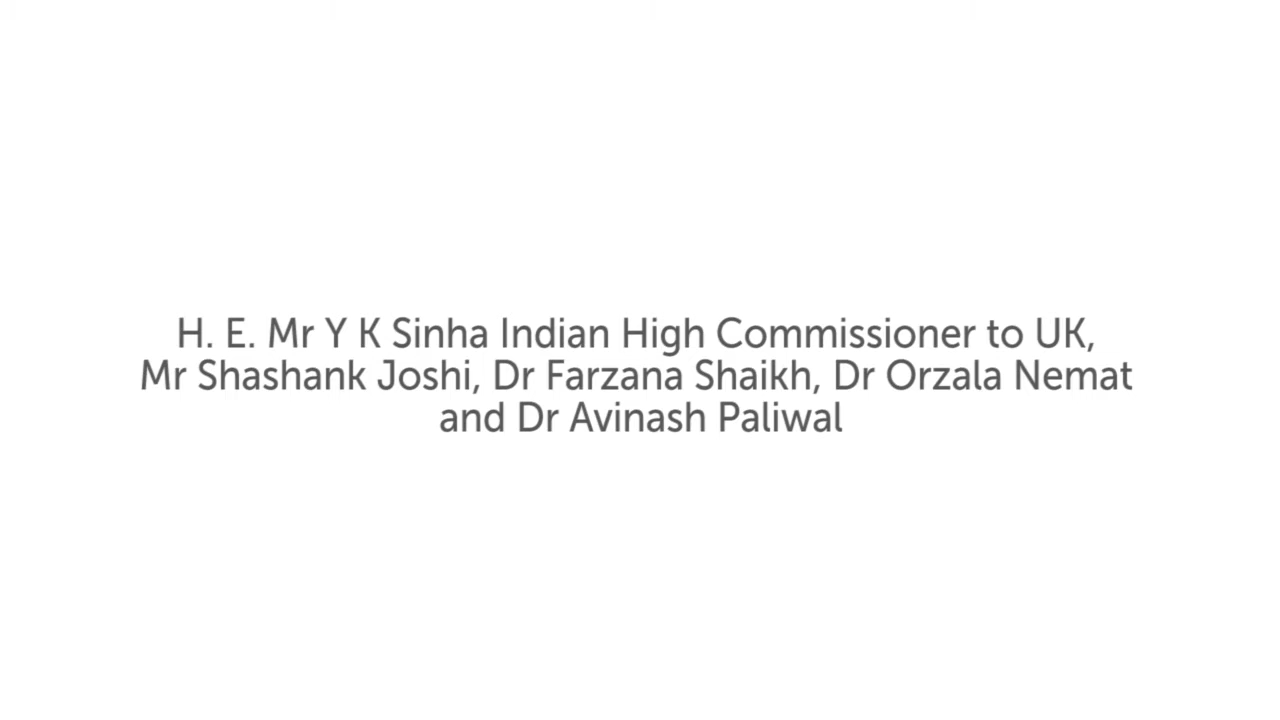 H. E. Mr Y K Sinha Indian High Commissioner to UK,
Mr Shashank Joshi, Dr Farzana Shaikh, Dr Orzala Nemat
and Dr Avinash Paliwal